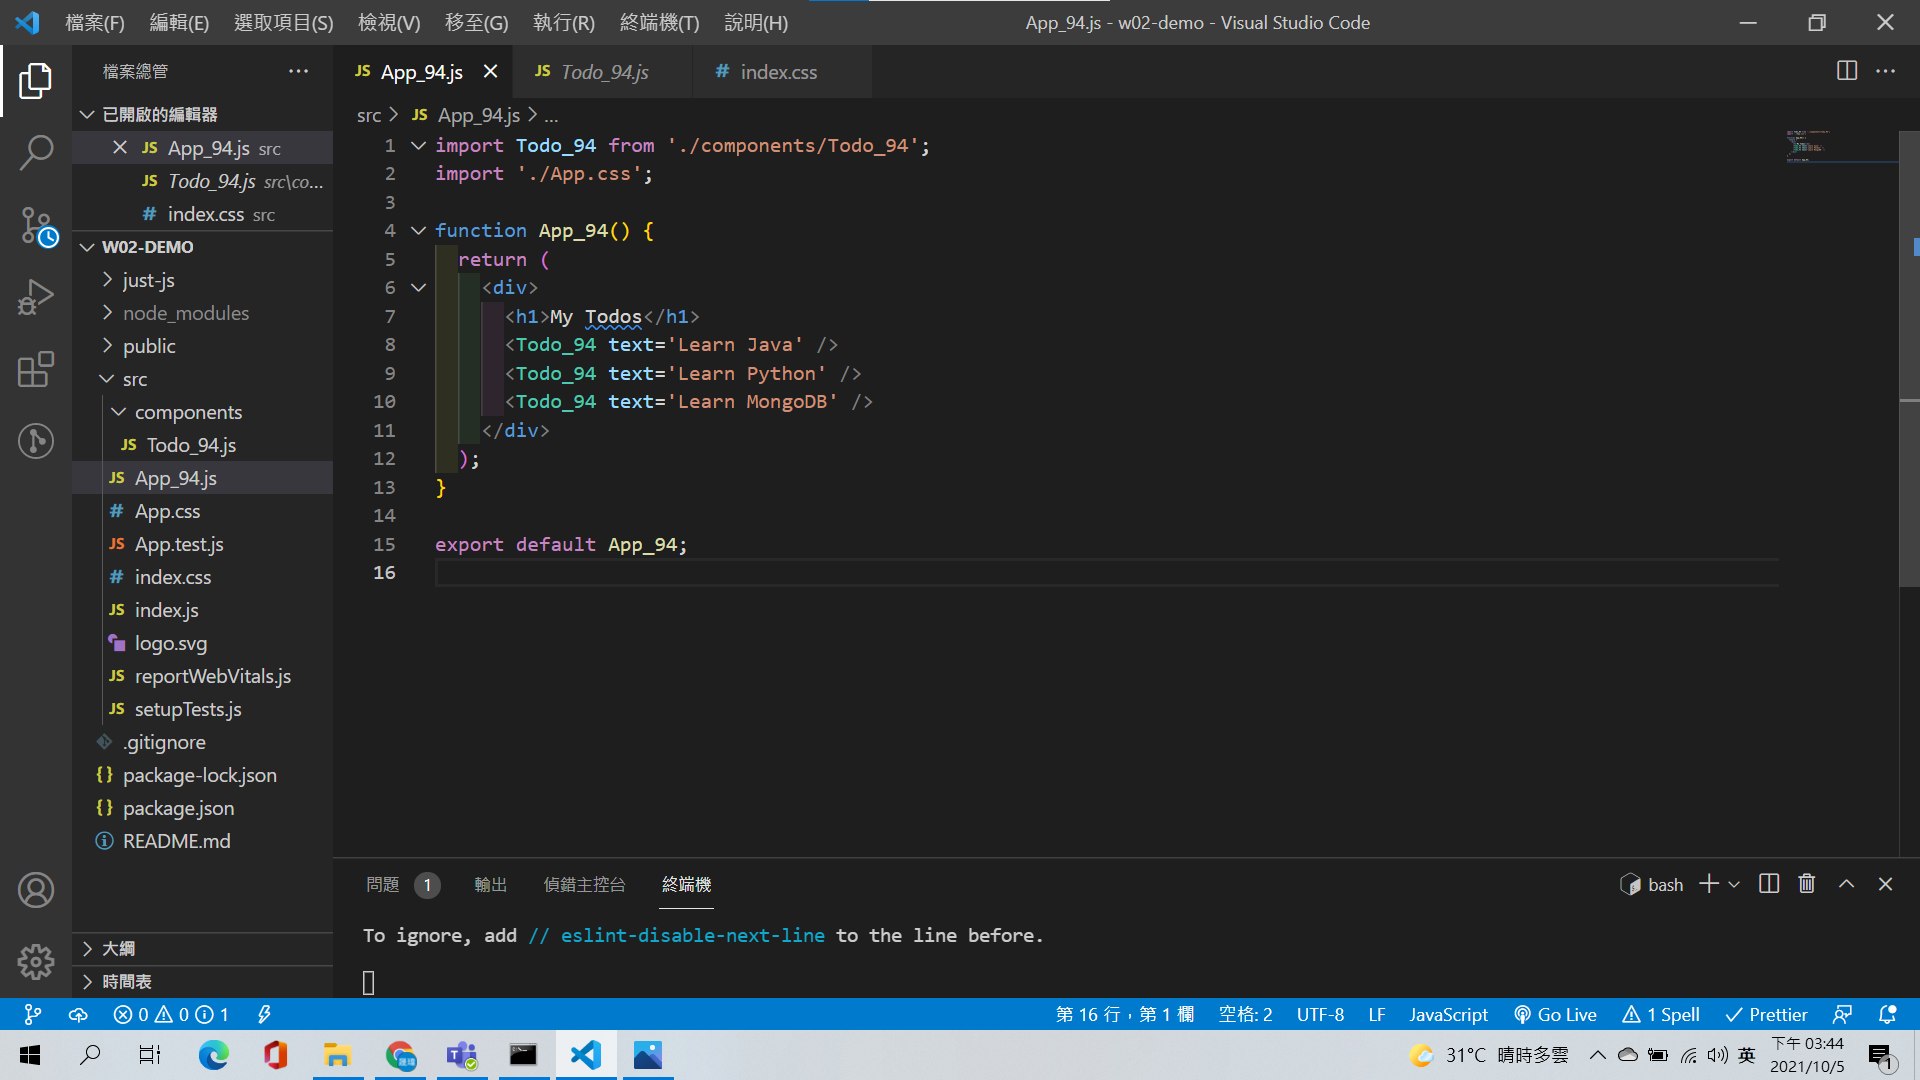 檔案(F) 編輯(E) 選取項目(S) 檢視(V) 移至(G) 執行(R) 終端機(T) 說明(H) App_94.js - w02-demo - Visual Studio Code
檔案總管 ···
已開啟的編輯器
JS App_94.js src
JS Todo_94.js src\co...
# index.css src
W02-DEMO
just-js
node_modules
public
src
components
JS Todo_94.js
JS App_94.js
# App.css
JS App.test.js
# index.css
JS index.js
logo.svg
JS reportWebVitals.js
JS setupTests.js
.gitignore
{} package-lock.json
{} package.json
README.md
大綱
時間表
JS App_94.js JS Todo_94.js # index.css
src > JS App_94.js > ...
1 import Todo_94 from './components/Todo_94';
2 import './App.css';
3
4 function App_94() {
5 return (
6 <div>
7 <h1>My Todos</h1>
8 <Todo_94 text='Learn Java' />
9 <Todo_94 text='Learn Python' />
10 <Todo_94 text='Learn MongoDB' />
11 </div>
12 );
13 }
14
15 export default App_94;
16
問題 1 輸出 偵錯主控台 終端機 bash
To ignore, add // eslint-disable-next-line to the line before.
0 0 1 第 16 行，第 1 欄 空格: 2 UTF-8 LF JavaScript Go Live 1 Spell Prettier
31°C 晴時多雲 英 下午 03:44
2021/10/5 1